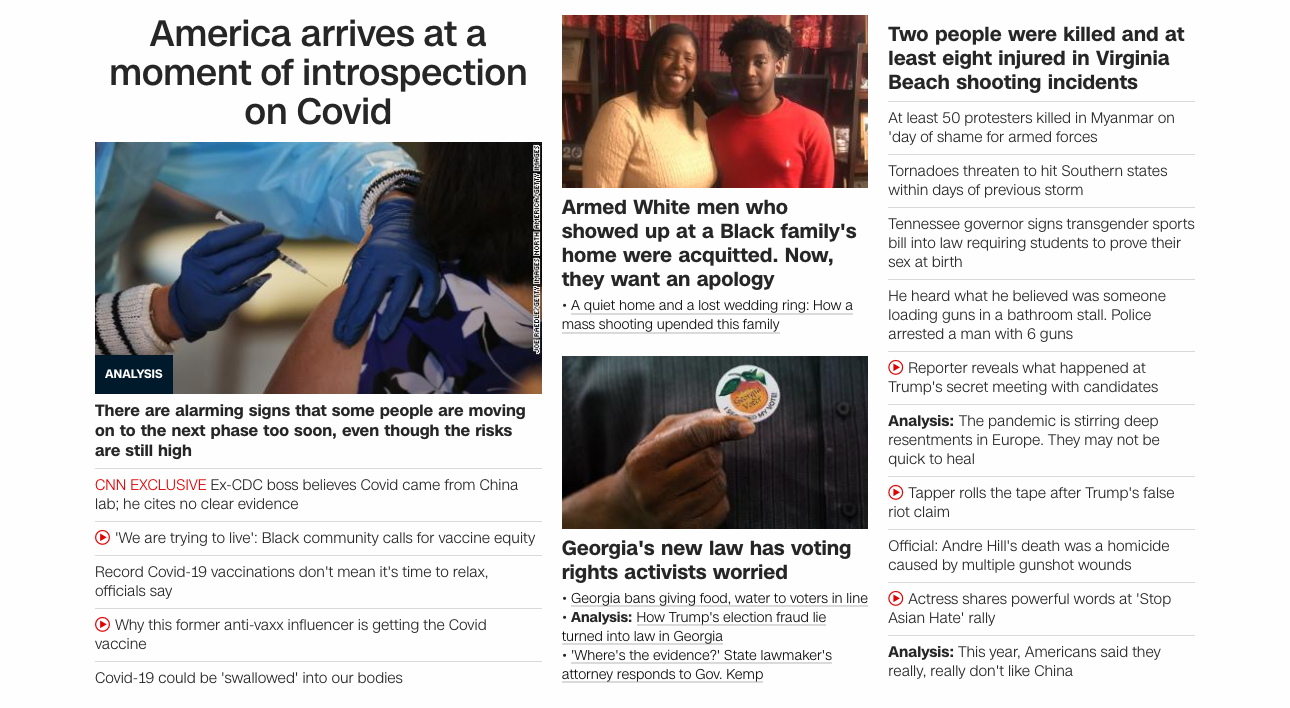 America arrives at a
moment of introspection
on Covid
JOE RAEDLE/GETTY IMAGES NORTH AMERICA/GETTY IMAGES
ANALYSIS
There are alarming signs that some people are moving
on to the next phase too soon, even though the risks
are still high
CNN EXCLUSIVE Ex-CDC boss believes Covid came from China
lab; he cites no clear evidence
'We are trying to live': Black community calls for vaccine equity
Record Covid-19 vaccinations don't mean it's time to relax,
officials say
Why this former anti-vaxx influencer is getting the Covid
vaccine
Covid-19 could be 'swallowed' into our bodies
Armed White men who
showed up at a Black family's
home were acquitted. Now,
they want an apology
• A quiet home and a lost wedding ring: How a
mass shooting upended this family
Georgia Voter
Georgia's new law has voting
rights activists worried
• Georgia bans giving food, water to voters in line
• Analysis: How Trump's election fraud lie
turned into law in Georgia
• 'Where's the evidence?' State lawmaker's
attorney responds to Gov. Kemp
Two people were killed and at
least eight injured in Virginia
Beach shooting incidents
At least 50 protesters killed in Myanmar on
'day of shame for armed forces
Tornadoes threaten to hit Southern states
within days of previous storm
Tennessee governor signs transgender sports
bill into law requiring students to prove their
sex at birth
He heard what he believed was someone
loading guns in a bathroom stall. Police
arrested a man with 6 guns
Reporter reveals what happened at
Trump's secret meeting with candidates
Analysis: The pandemic is stirring deep
resentments in Europe. They may not be
quick to heal
Tapper rolls the tape after Trump's false
riot claim
Official: Andre Hill's death was a homicide
caused by multiple gunshot wounds
Actress shares powerful words at 'Stop
Asian Hate' rally
Analysis: This year, Americans said they
really, really don't like China